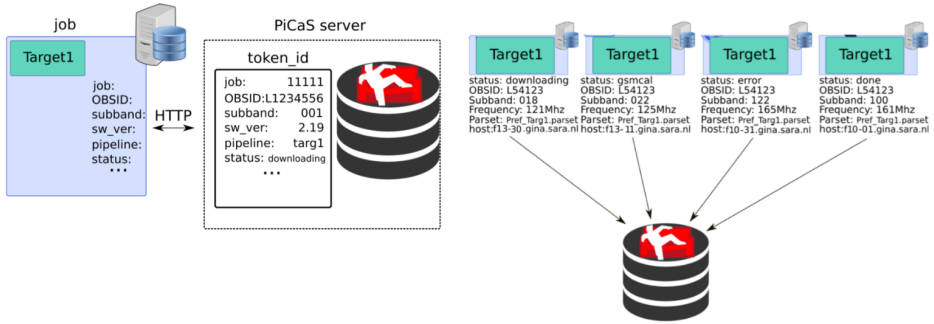 job
Target1
job:
OBSID:
subband:
sw_ver:
pipeline:
status:
...
HTTP
PiCaS server
token_id
job: 11111
OBSID:L1234556
subband: 001
sw_ver: 2.19
pipeline: targ1
status: downloading
...
Target1
status: downloading
OBSID: L54123
Subband: 018
Frequency: 121Mhz
Parset: Pref_Targ1.parset
host:f13-30.gina.sara.nl
Target1
status: gsmcal
OBSID: L54123
Subband: 022
Frequency: 125Mhz
Parset: Pref_Targ1.parset
host:f13-11.gina.sara.nl
Target1
status: error
OBSID: L54123
Subband: 122
Frequency: 165Mhz
Parset: Pref_Targ1.parset
host:f10-31.gina.sara.nl
Target1
status: done
OBSID: L54123
Subband: 100
Frequency: 161Mhz
Parset: Pref_Targ1.parset
host:f10-01.gina.sara.nl